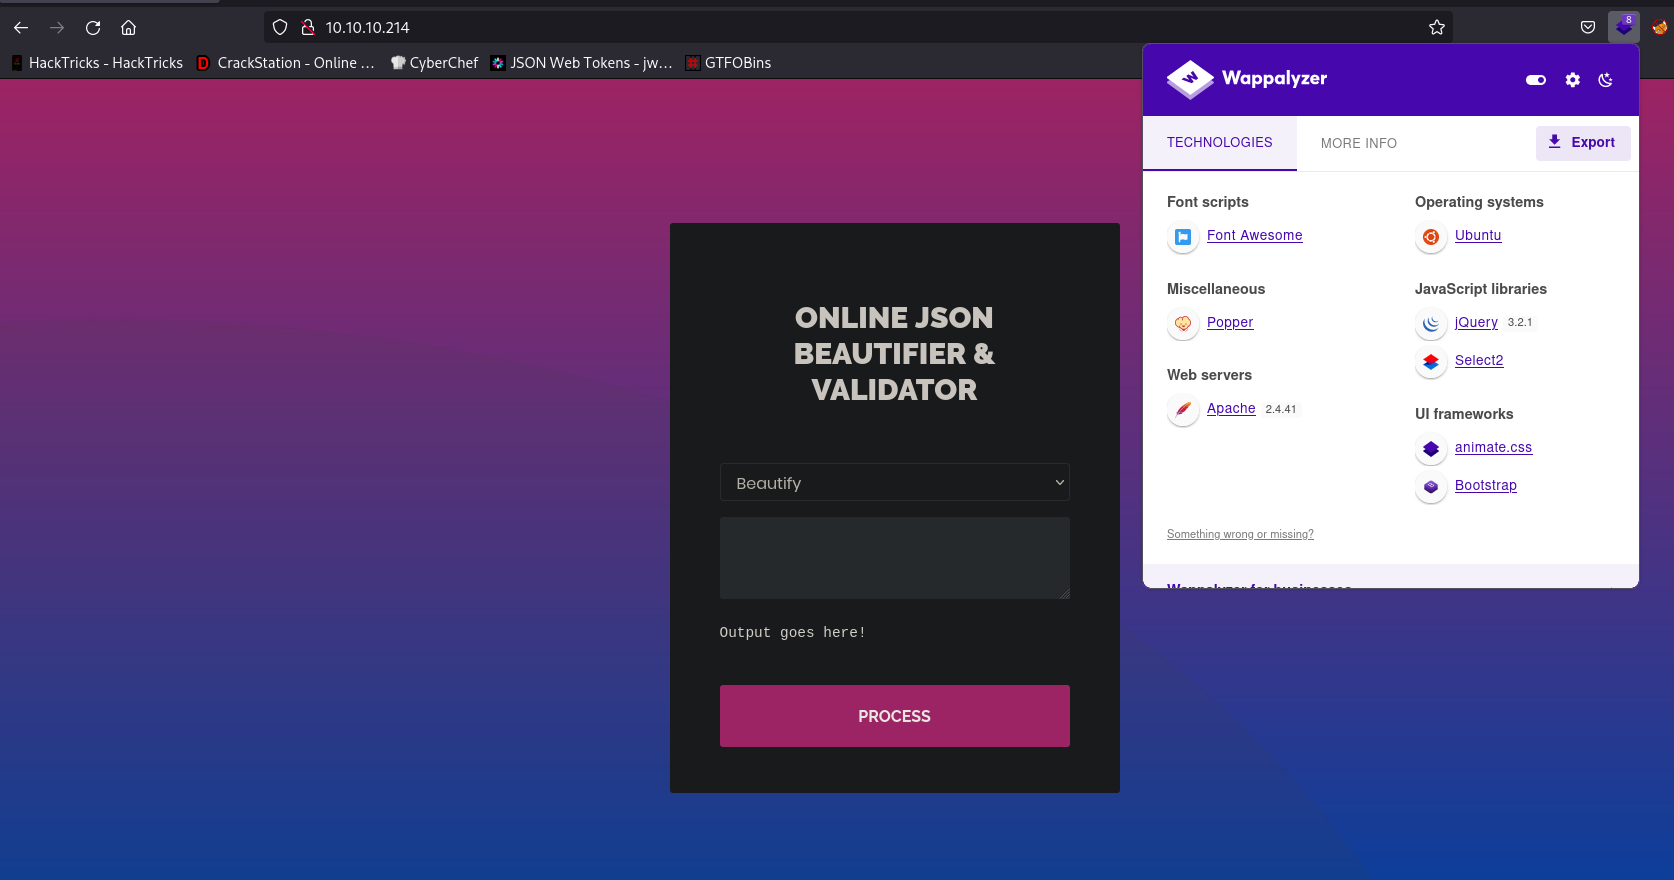 10.10.10.214
8
HackTricks - HackTricks
CrackStation - Online ...
CyberChef
JSON Web Tokens - jw...
GTFOBins
Wappalyzer
TECHNOLOGIES
MORE INFO
Export
Font scripts
Font Awesome
Miscellaneous
Popper
Web servers
Apache 2.4.41
Operating systems
Ubuntu
JavaScript libraries
jQuery 3.2.1
Select2
UI frameworks
animate.css
Bootstrap
Something wrong or missing?
Wappalyzer for businesses
ONLINE JSON
BEAUTIFIER &
VALIDATOR
Beautify
Output goes here!
PROCESS